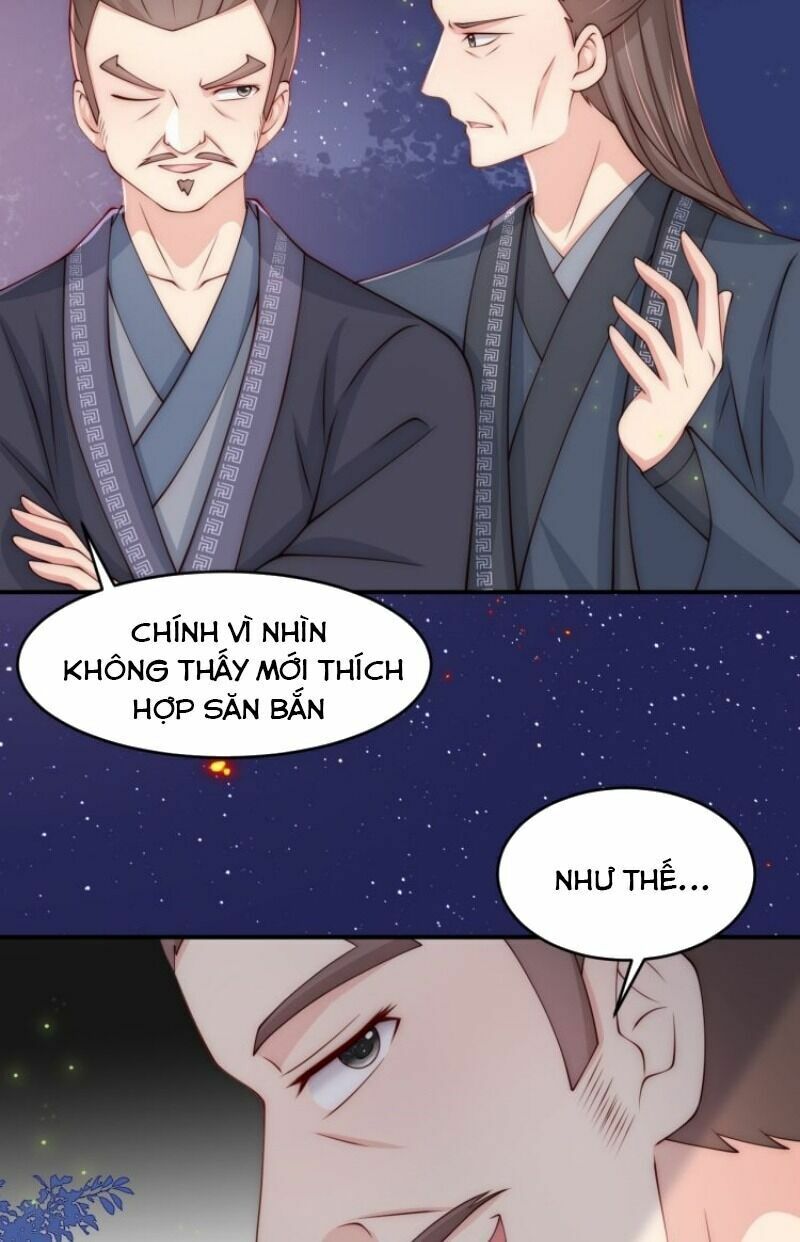 CHÍNH VÌ NHÌN
KHÔNG THẤY MỚI THÍCH
HỢP SĂN BẮN
NHƯ THẾ...